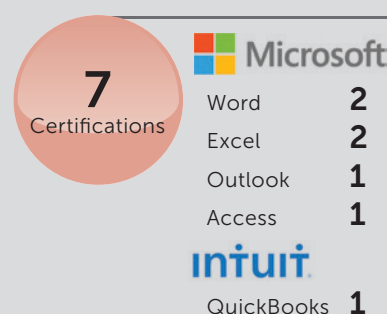 7
Certifications
Microsoft
Word 2
Excel 2
Outlook 1
Access 1
intuit
QuickBooks 1